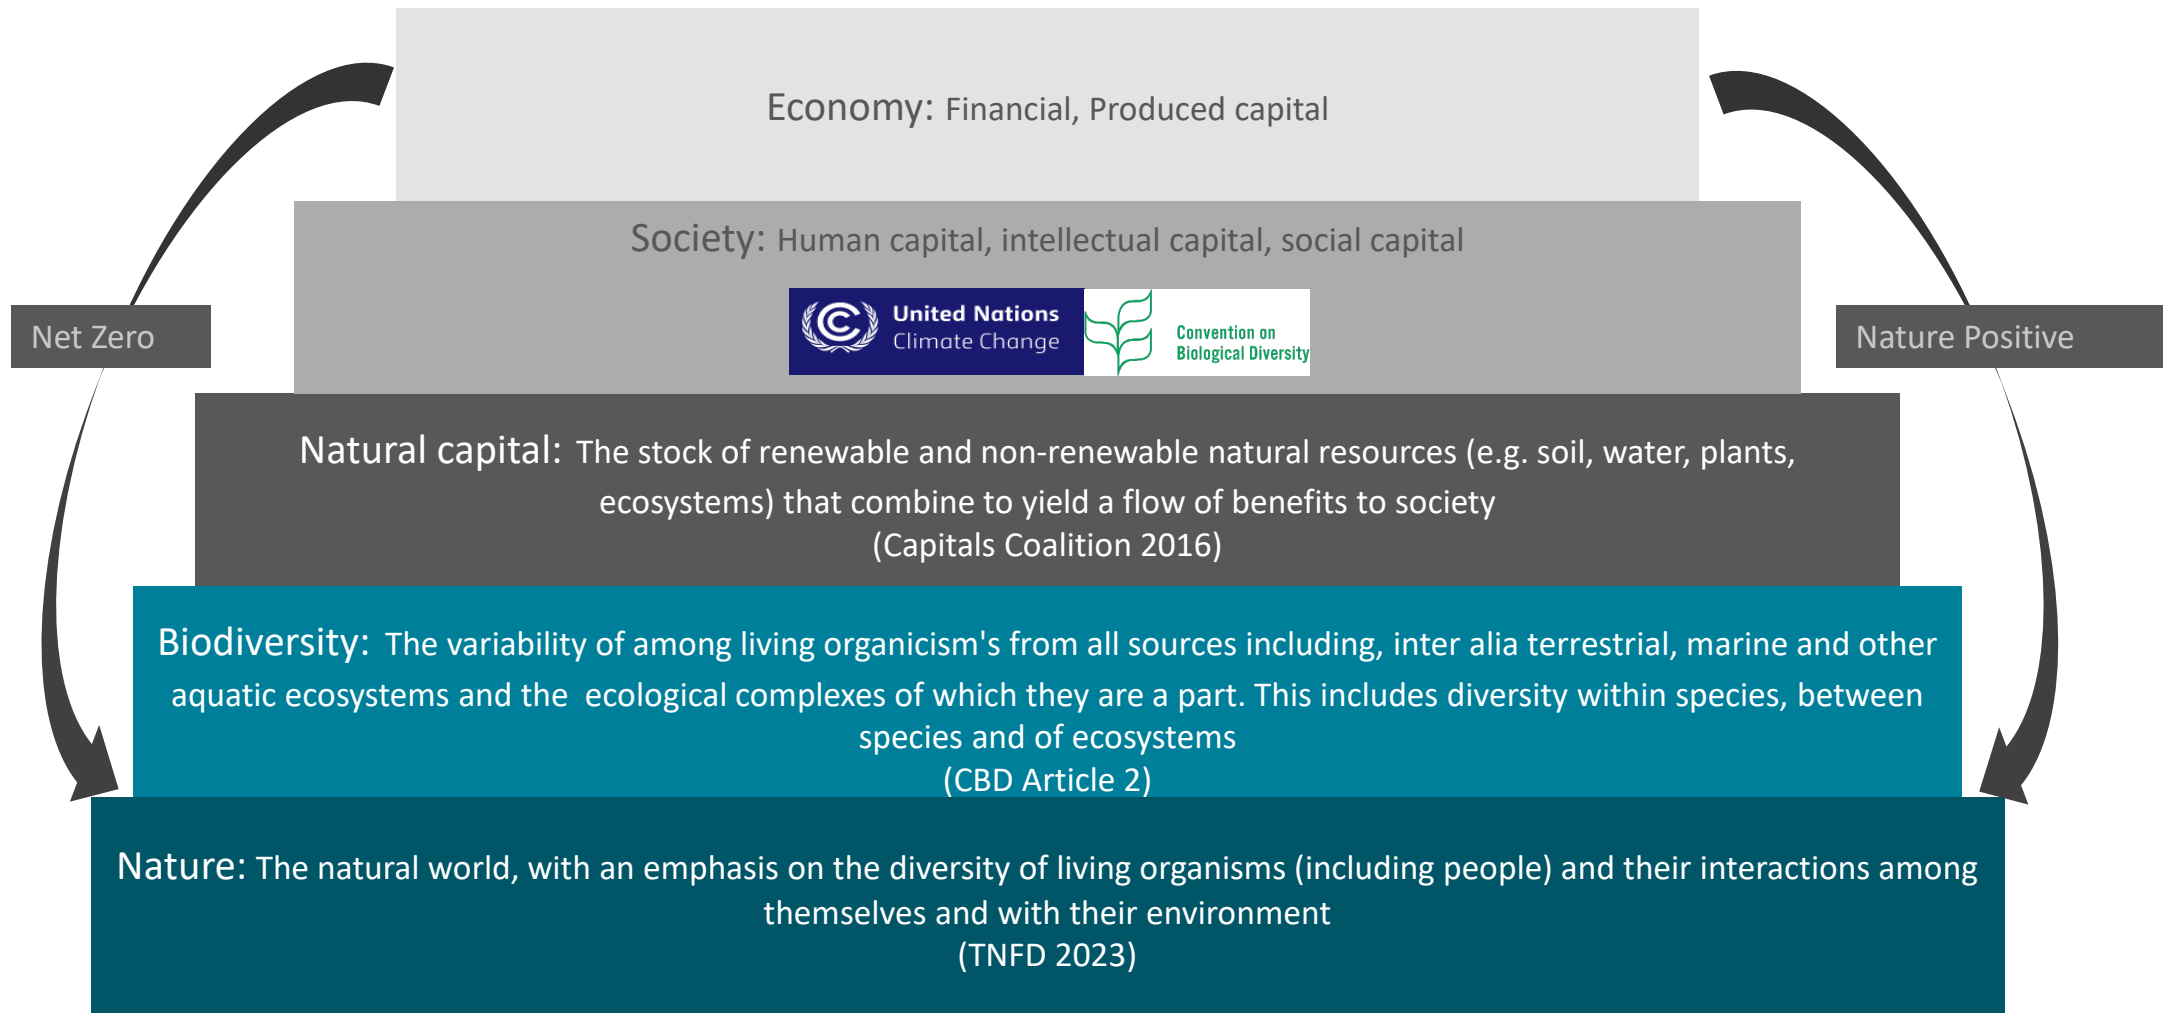 Economy: Financial, Produced capital
Society: Human capital, intellectual capital, social capital
United Nations
Climate Change
Convention on
Biological Diversity
Net Zero
Nature Positive
Natural capital: The stock of renewable and non-renewable natural resources (e.g. soil, water, plants,
ecosystems) that combine to yield a flow of benefits to society
(Capitals Coalition 2016)
Biodiversity: The variability of among living organicism's from all sources including, inter alia terrestrial, marine and other
aquatic ecosystems and the ecological complexes of which they are a part. This includes diversity within species, between
species and of ecosystems
(CBD Article 2)
Nature: The natural world, with an emphasis on the diversity of living organisms (including people) and their interactions among
themselves and with their environment
(TNFD 2023)